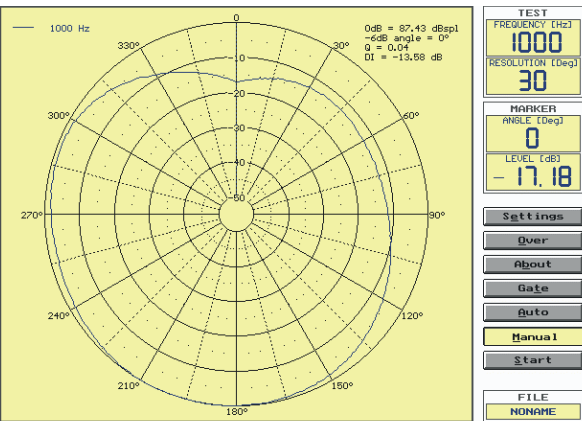 1000 Hz
0dB = 87.43 dBspl
-6dB angle = 0°
Q = 0.04
DI = -13.58 dB
0
330°
30°
-10
300°
-20
60°
-30
-40
-50
270°
90°
240°
120°
210°
150°
180°
TEST
FREQUENCY [Hz]
1000
RESOLUTION [Deg]
30
MARKER
ANGLE [Deg]
0
LEVEL [dB]
- 17.18
Settings
Over
About
Gate
Auto
Manual
Start
FILE
NONAME